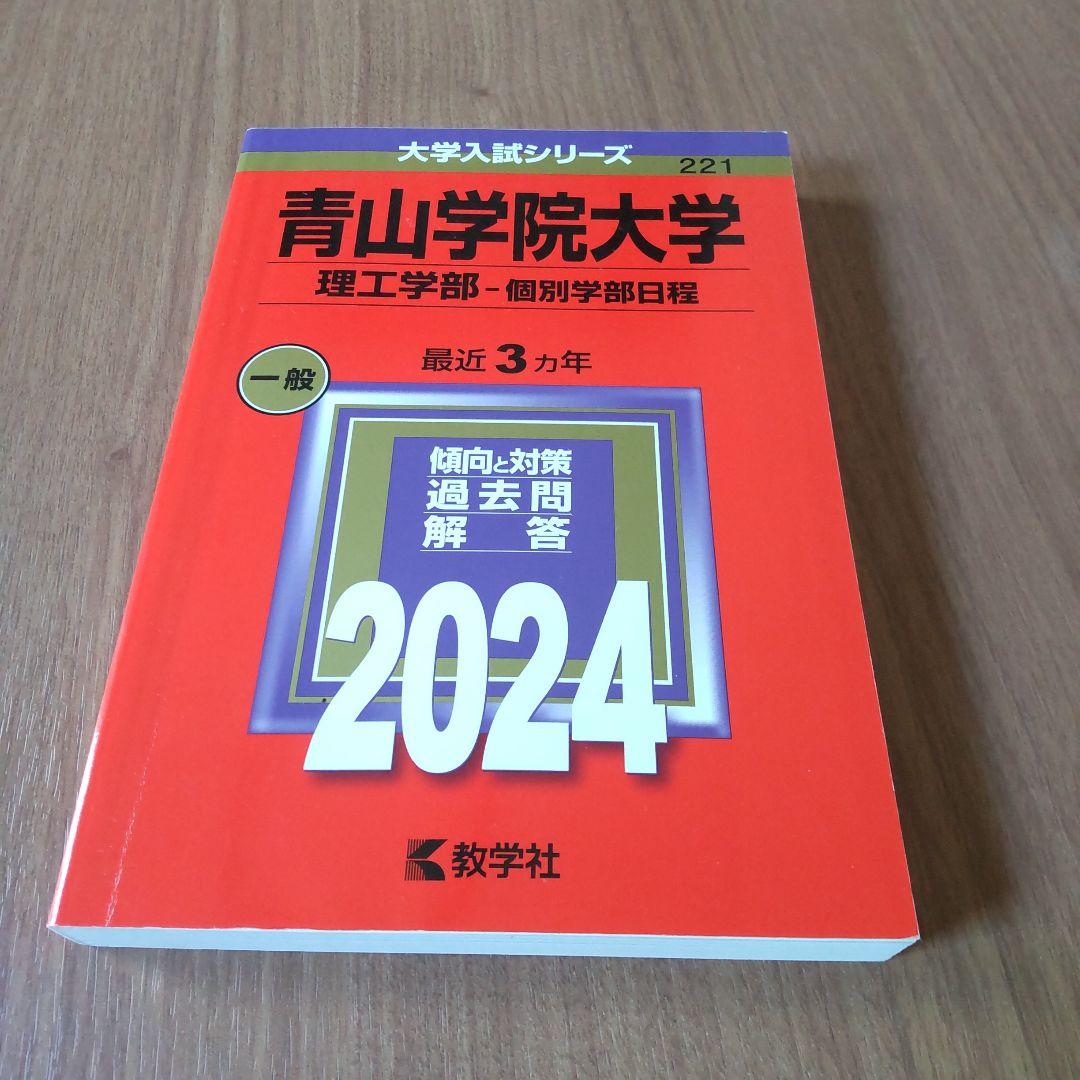 大学入試シリーズ
221
青山学院大学
理工学部－個別学部日程
最近3ヵ年
一般
傾向と対策
過去問
解答
2024
教学社